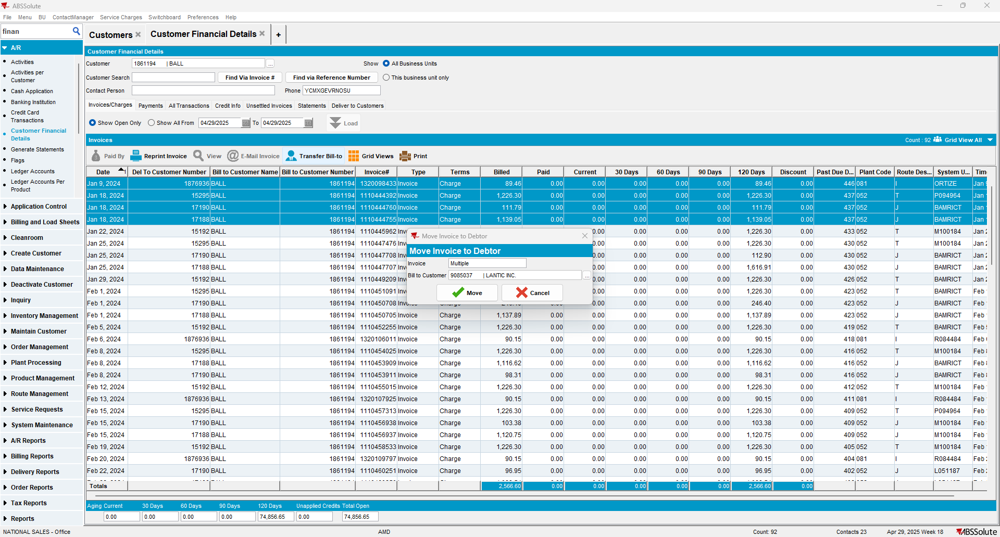 ABSSolute
File Menu BU ContactManager Service Charges Switchboard Preferences Help
finan
Customers Customer Financial Details +
A/R
Activities
Activities per
Customer
Cash Application
Banking Institution
Credit Card
Transactions
Customer Financial
Details
Generate Statements
Flags
Ledger Accounts
Ledger Accounts Per
Product
Application Control
Billing and Load Sheets
Cleanroom
Create Customer
Data Maintenance
Deactivate Customer
Inquiry
Inventory Management
Maintain Customer
Order Management
Plant Processing
Product Management
Route Management
Service Requests
System Maintenance
A/R Reports
Billing Reports
Delivery Reports
Order Reports
Tax Reports
Reports
Customer Financial Details
Customer 1861194 | BALL ... Show All Business Units
Customer Search Find Via Invoice # Find via Reference Number This business unit only
Contact Person Phone YCMXGEVRNOSU
Invoices/Charges Payments All Transactions Credit Info Unsettled Invoices Statements Deliver to Customers
Show Open Only Show All From 04/29/2025 To 04/29/2025 Load
Invoices Count : 92 Grid View All
Paid By Reprint Invoice View E-Mail Invoice Transfer Bill-to Grid Views Print
Date 1 Del To Customer Number Bill to Customer Name Bill to Customer Number Invoice# Type Terms Billed Paid Current 30 Days 60 Days 90 Days 120 Days Discount Past Due D... Plant Code Route Des... System U... Tim
Jan 9, 2024 1876936 BALL 1861194 1320098433 Invoice Charge 89.46 0.00 0.00 0.00 0.00 0.00 89.46 0.00 446 081 I ORTIZE Jan 9
Jan 18, 2024 15295 BALL 1861194 1110444392 Invoice Charge 1,226.30 0.00 0.00 0.00 0.00 0.00 1,226.30 0.00 437 052 T P094964 Jan
Jan 18, 2024 17190 BALL 1861194 1110444760 Invoice Charge 111.79 0.00 0.00 0.00 0.00 0.00 111.79 0.00 437 052 J BAMRICT Jan
Jan 18, 2024 17188 BALL 1861194 1110444755 Invoice Charge 1,139.05 0.00 0.00 0.00 0.00 0.00 1,139.05 0.00 437 052 J BAMRICT Jan
Jan 22, 2024 15192 BALL 1861194 1110445962 Inv 0.00 0.00 0.00 0.00 1,226.30 0.00 433 052 T M100184 Jan 2
Jan 25, 2024 15295 BALL 1861194 1110447476 Inv 0.00 0.00 0.00 0.00 1,226.30 0.00 430 052 T M100184 Jan 2
Jan 25, 2024 17190 BALL 1861194 1110447708 Inv 0.00 0.00 0.00 0.00 112.90 0.00 430 052 J BAMRICT Jan 2
Jan 25, 2024 17188 BALL 1861194 1110447707 Inv 0.00 0.00 0.00 0.00 1,616.91 0.00 430 052 J BAMRICT Jan 2
Jan 29, 2024 15192 BALL 1861194 1110449209 Inv 0.00 0.00 0.00 0.00 1,226.30 0.00 426 052 T M100184 Jan 2
Feb 1, 2024 15295 BALL 1861194 1110451091 Inv 0.00 0.00 0.00 0.00 1,226.30 0.00 423 052 T M100184 Feb
Feb 1, 2024 17190 BALL 1861194 1110450708 Invoice Charge 246.40 0.00 0.00 0.00 0.00 0.00 246.40 0.00 423 052 J BAMRICT Feb
Feb 1, 2024 17188 BALL 1861194 1110450705 Invoice Charge 1,137.89 0.00 0.00 0.00 0.00 0.00 1,137.89 0.00 423 052 J BAMRICT Feb
Feb 5, 2024 15192 BALL 1861194 1110452255 Invoice Charge 1,226.30 0.00 0.00 0.00 0.00 0.00 1,226.30 0.00 419 052 T BAMRICT Feb
Feb 6, 2024 1876936 BALL 1861194 1320106011 Invoice Charge 90.15 0.00 0.00 0.00 0.00 0.00 90.15 0.00 418 081 I R084484 Feb
Feb 8, 2024 15295 BALL 1861194 1110454025 Invoice Charge 1,226.30 0.00 0.00 0.00 0.00 0.00 1,226.30 0.00 416 052 T M100184 Feb
Feb 8, 2024 17188 BALL 1861194 1110453909 Invoice Charge 1,116.62 0.00 0.00 0.00 0.00 0.00 1,116.62 0.00 416 052 J BAMRICT Feb
Feb 8, 2024 17190 BALL 1861194 1110453911 Invoice Charge 98.31 0.00 0.00 0.00 0.00 0.00 98.31 0.00 416 052 J BAMRICT Feb
Feb 12, 2024 15192 BALL 1861194 1110455015 Invoice Charge 1,226.30 0.00 0.00 0.00 0.00 0.00 1,226.30 0.00 412 052 T M100184 Feb
Feb 13, 2024 1876936 BALL 1861194 1320107925 Invoice Charge 90.15 0.00 0.00 0.00 0.00 0.00 90.15 0.00 411 081 I R084484 Feb
Feb 15, 2024 15295 BALL 1861194 1110457313 Invoice Charge 1,226.30 0.00 0.00 0.00 0.00 0.00 1,226.30 0.00 409 052 T P094964 Feb
Feb 15, 2024 17190 BALL 1861194 1110456938 Invoice Charge 103.38 0.00 0.00 0.00 0.00 0.00 103.38 0.00 409 052 J M100184 Feb
Feb 15, 2024 17188 BALL 1861194 1110456937 Invoice Charge 1,120.75 0.00 0.00 0.00 0.00 0.00 1,120.75 0.00 409 052 J M100184 Feb
Feb 19, 2024 15192 BALL 1861194 1110458533 Invoice Charge 1,226.30 0.00 0.00 0.00 0.00 0.00 1,226.30 0.00 405 052 T M100184 Feb
Feb 20, 2024 1876936 BALL 1861194 1320109797 Invoice Charge 90.15 0.00 0.00 0.00 0.00 0.00 90.15 0.00 404 081 I R084484 Feb
Feb 22, 2024 17190 BALL 1861194 1110460251 Invoice Charge 96.95 0.00 0.00 0.00 0.00 0.00 96.95 0.00 402 052 J L051187 Feb
Totals 2,566.60 0.00 0.00 0.00 0.00 0.00 2,566.60 0.00
Move Invoice to Debtor
Move Invoice to Debtor
Invoice Multiple
Bill to Customer 9085037 | LANTIC INC. ...
Move Cancel
Aging Current 30 Days 60 Days 90 Days 120 Days Unapplied Credits Total Open
0.00 0.00 0.00 0.00 74,856.65 0.00 74,856.65
NATIONAL SALES - Office AMD Count: 92 Contacts 23 Apr 29, 2025 Week 18 ABSSolute